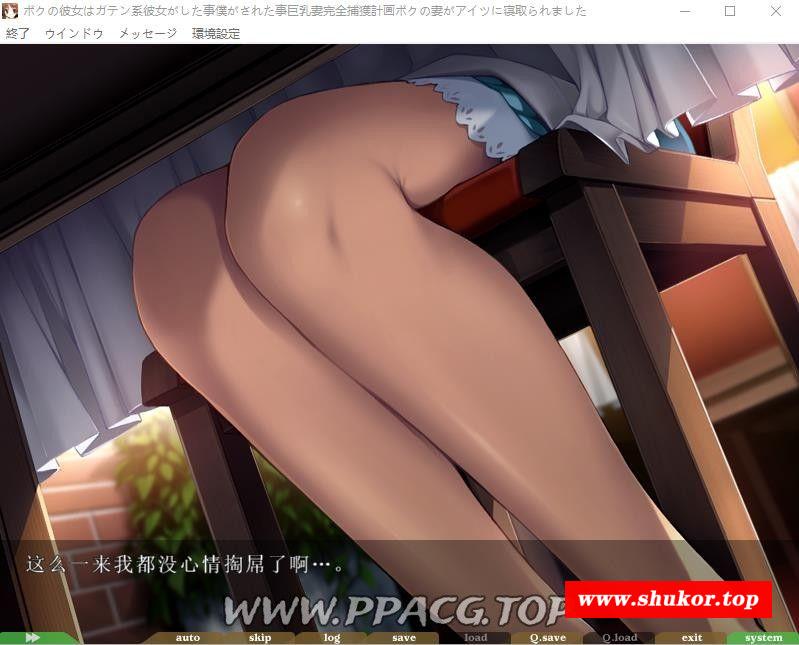 ボクの彼女はガテン系彼女がした事僕がされた事巨乳妻完全捕獲計画ボクの妻がアイツに寝取られました
終了 ウインドウ メッセージ 環境設定
这么一来我都没心情掏屌了啊…。
WWW.PPACG.TOP
www.shukor.top
auto skip log save load Q.save Q.load exit system